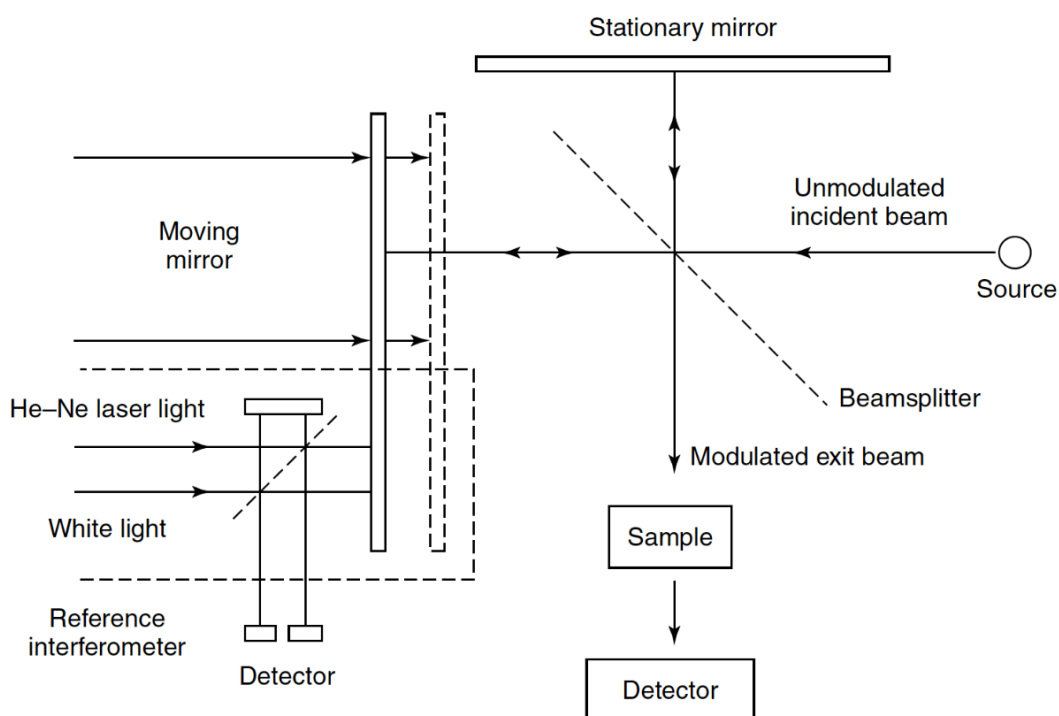 Stationary mirror
Unmodulated
incident beam
Moving
mirror
Source
He–Ne laser light
Beamsplitter
Modulated exit beam
White light
Sample
Reference
interferometer
Detector
Detector